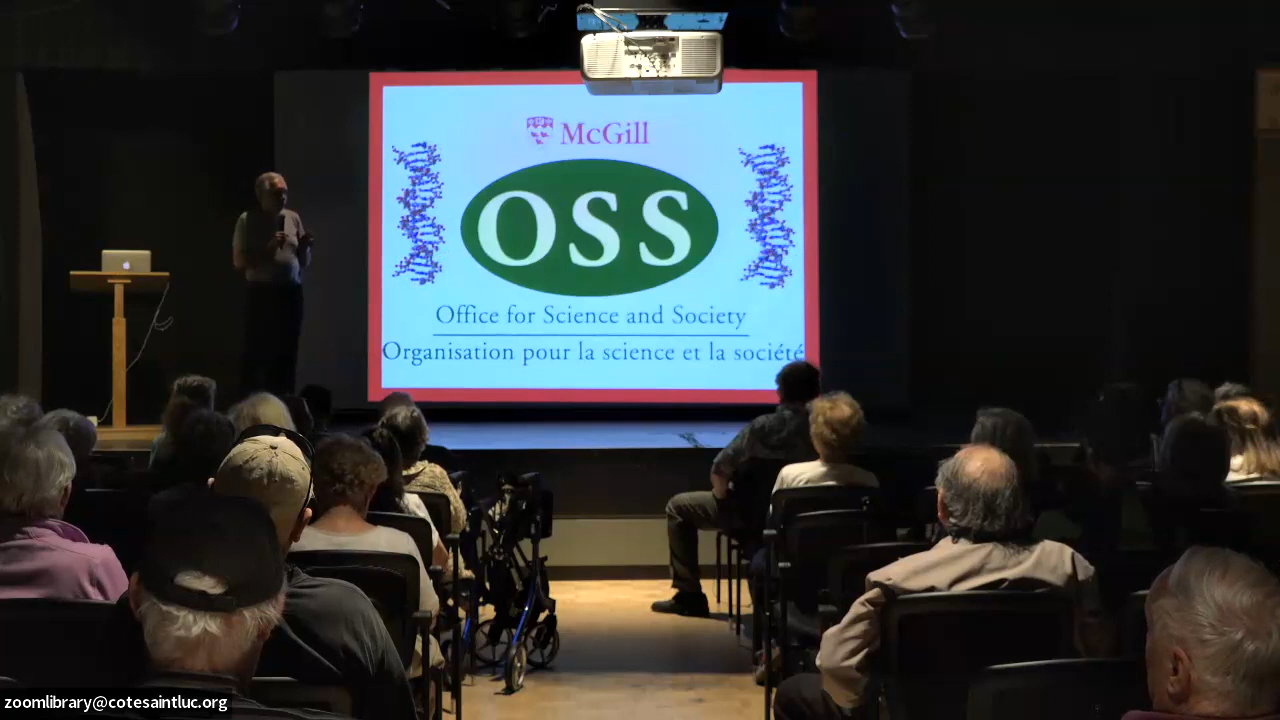 McGill
OSS
Office for Science and Society
Organisation pour la science et la société
zoomlibrary@cotesaintluc.org